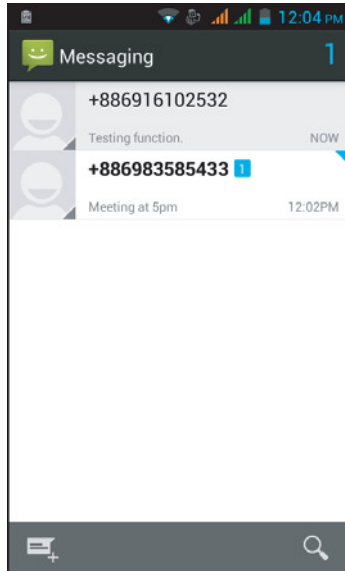 12:04 PM
Messaging 1
+886916102532
Testing function. NOW
+886983585433 1
Meeting at 5pm 12:02PM